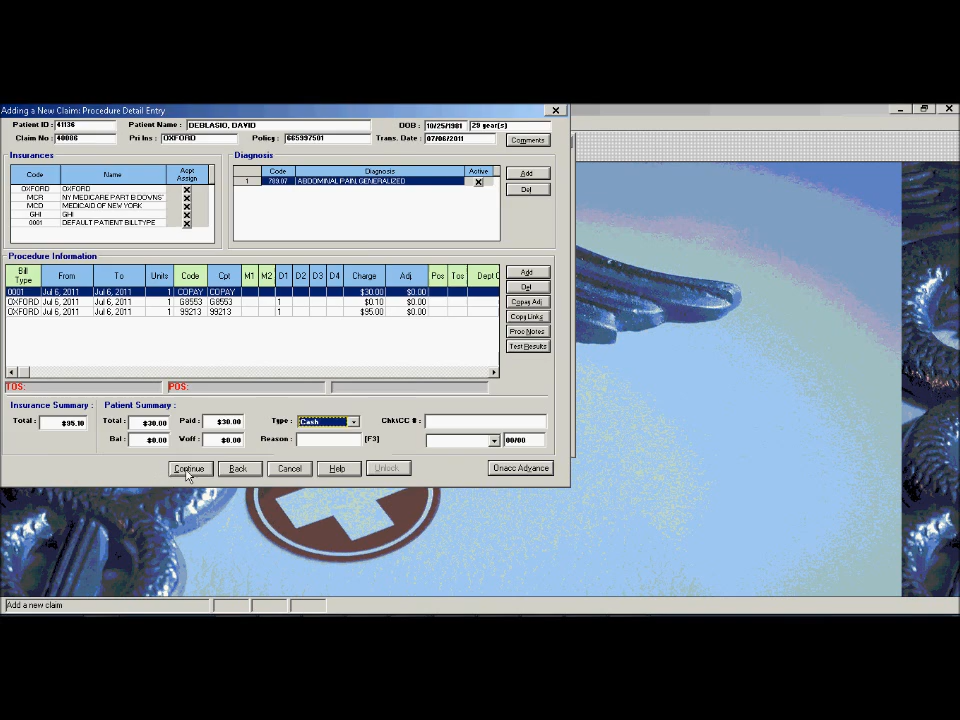 Adding a New Claim: Procedure Detail Entry
Patient ID : 41136 Patient Name : DEBLASIO, DAVID DOB : 10/25/1981 29 year(s)
Claim No : 40086 Pri Ins : OXFORD Policy : 665997501 Trans. Date : 07/06/2011 Comments
Insurances
Code Name Acpt Assign
OXFORD OXFORD
MCR NY MEDICARE PART B DOWNS'
MCD MEDICAID OF NEW YORK
GHI GHI
0001 DEFAULT PATIENT BILLTYPE
Diagnosis
Code Diagnosis Active
1 789.07 ABDOMINAL PAIN, GENERALIZED
Add
Del
Procedure Information
Bill Type From To Units Code Cpt M1 M2 D1 D2 D3 D4 Charge Adj. Pos Tos Dept C
0001 Jul 6, 2011 Jul 6, 2011 1 COPAY COPAY $30.00 $0.00
OXFORD Jul 6, 2011 Jul 6, 2011 1 G8553 G8553 1 $0.10 $0.00
OXFORD Jul 6, 2011 Jul 6, 2011 1 99213 99213 1 $95.00 $0.00
Add
Del
Copay Adj
Copy Links
Proc Notes
Test Results
TOS: POS:
Insurance Summary : Patient Summary :
Total : $95.10 Total : $30.00 Paid : $30.00 Type : Cash Chk\CC # :
Bal : $0.00 Woff : $0.00 Reason : [F3] 00/00
Continue Back Cancel Help Unlock Onacc Advance
Add a new claim